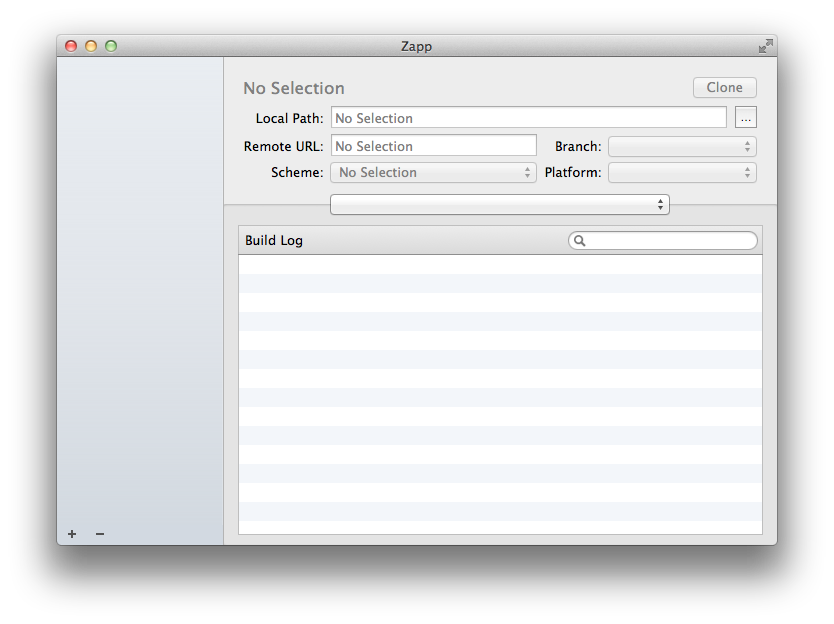 Zapp
No Selection Clone
Local Path: No Selection ...
Remote URL: No Selection Branch:
Scheme: No Selection Platform:
Build Log
+ −